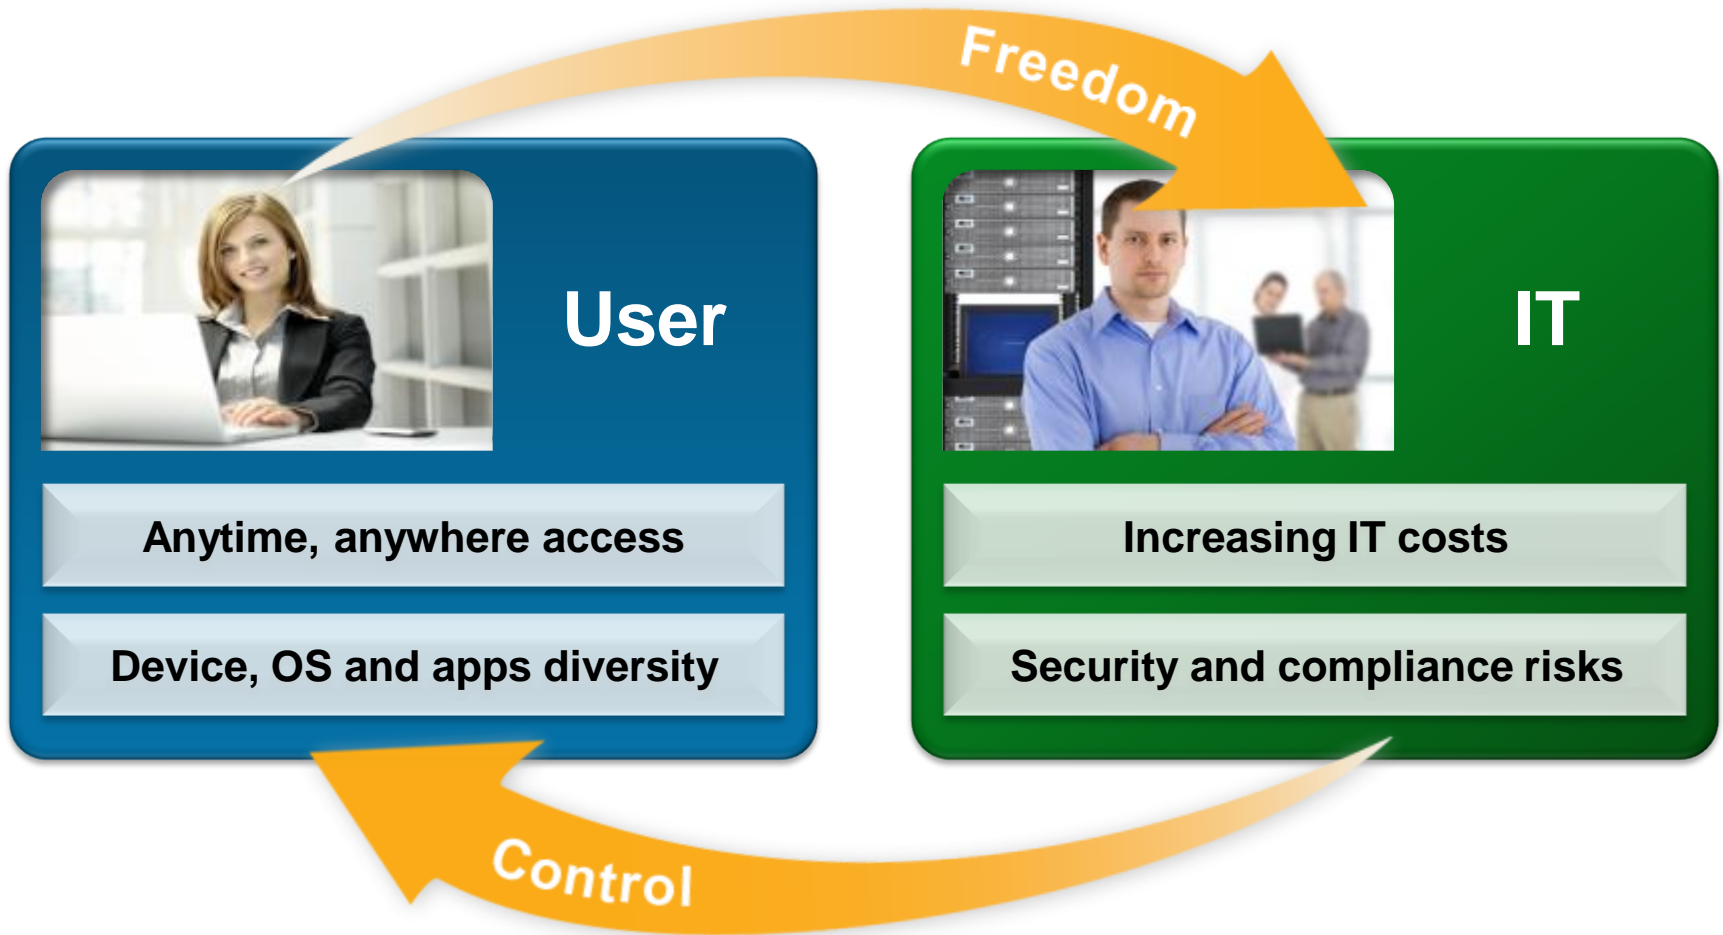 Freedom
User
Anytime, anywhere access
Device, OS and apps diversity
IT
Increasing IT costs
Security and compliance risks
Control